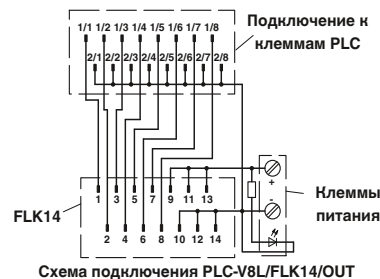 Подключение к
клеммам PLC
1/1 1/2 1/3 1/4 1/5 1/6 1/7 1/8
2/1 2/2 2/3 2/4 2/5 2/6 2/7 2/8
1 3 5 7 9 11 13
+
-
Клеммы
питания
FLK14
2 4 6 8 10 12 14
Схема подключения PLC-V8L/FLK14/OUT